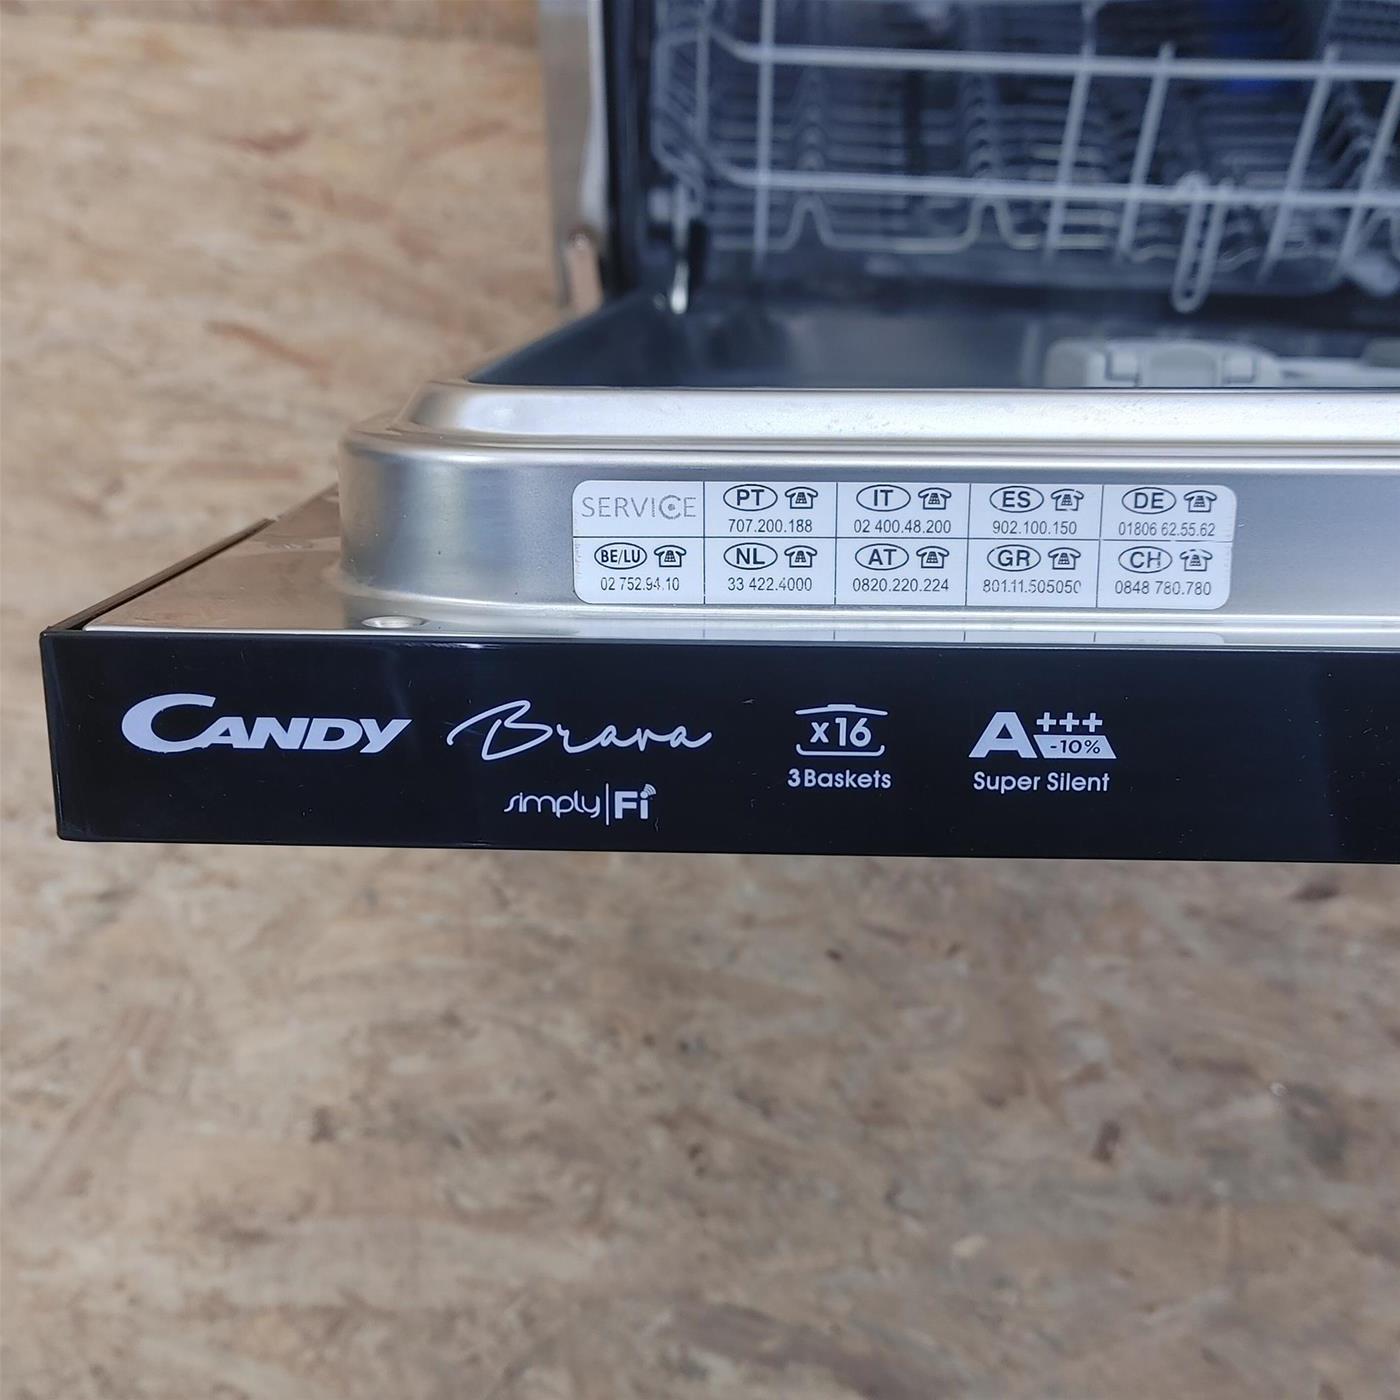 SERVICE PT IT ES DE
707.200.188 02 400.48.200 902.100.150 01806 62.55.62
BE/LU NL AT GR CH
02 752.94.10 33 422.4000 0820.220.224 801.11.505050 0848 780.780
CANDY Brava x16 A+++ -10%
3 Baskets Super Silent
simply Fi